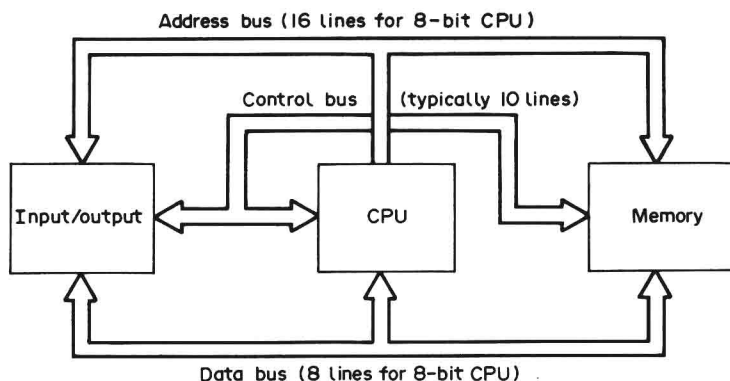 Address bus (16 lines for 8-bit CPU)
Control bus (typically 10 lines)
Input/output
CPU
Memory
Data bus (8 lines for 8-bit CPU)